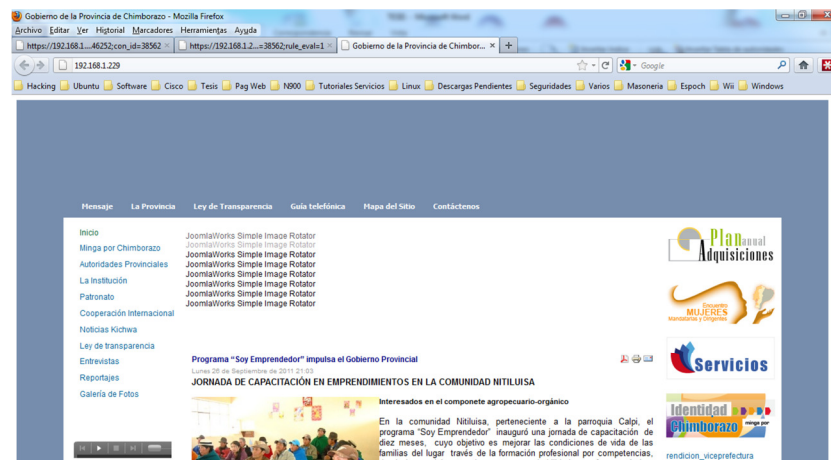 Gobierno de la Provincia de Chimborazo - Mozilla Firefox
Archivo Editar Ver Historial Marcadores Herramientas Ayuda
https://192.168.1....46252;con_id=38562 https://192.168.1.2...=38562;rule_eval=1 Gobierno de la Provincia de Chimbor...
192.168.1.229 Google
Hacking Ubuntu Software Cisco Tesis Pag Web N900 Tutoriales Servicios Linux Descargas Pendientes Seguridades Varios Masoneria Espoch Wii Windows
Mensaje La Provincia Ley de Transparencia Guía telefónica Mapa del Sitio Contáctenos
Inicio
Minga por Chimborazo
Autoridades Provinciales
La Institución
Patronato
Cooperación Internacional
Noticias Kichwa
Ley de transparencia
Entrevistas
Reportajes
Galería de Fotos
JoomlaWorks Simple Image Rotator
JoomlaWorks Simple Image Rotator
JoomlaWorks Simple Image Rotator
JoomlaWorks Simple Image Rotator
JoomlaWorks Simple Image Rotator
JoomlaWorks Simple Image Rotator
JoomlaWorks Simple Image Rotator
JoomlaWorks Simple Image Rotator
Programa “Soy Emprendedor” impulsa el Gobierno Provincial
Lunes 26 de Septiembre de 2011 21:03
JORNADA DE CAPACITACIÓN EN EMPRENDIMIENTOS EN LA COMUNIDAD NITILUISA
Interesados en el componete agropecuario-orgánico
En la comunidad Nitiluisa, perteneciente a la parroquia Calpi, el
programa “Soy Emprendedor” inauguró una jornada de capacitación de
diez meses, cuyo objetivo es mejorar las condiciones de vida de las
familias del lugar través de la formación profesional por competencias,
Plan anual
Adquisiciones
Encuentro
MUJERES
Mandatarias y Dirigentes
Servicios
Identidad
Chimborazo minga por
rendicion_viceprefectura